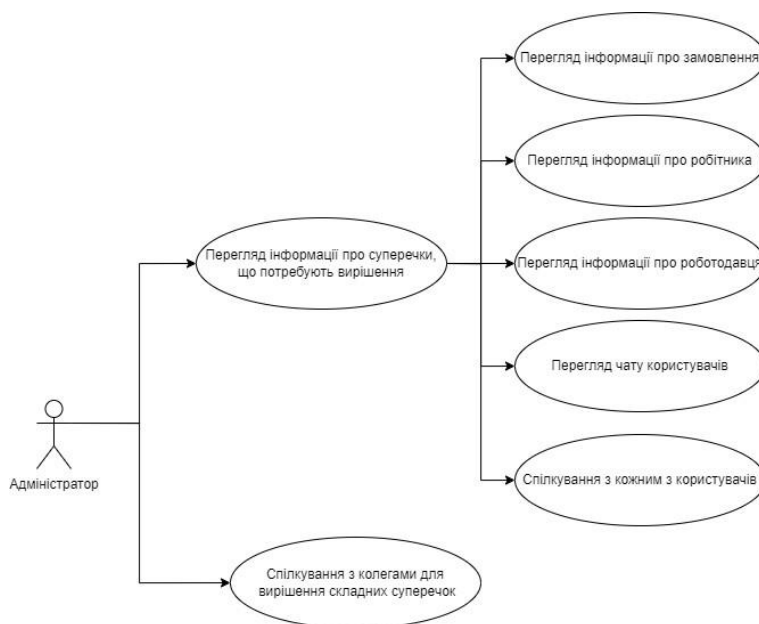 Перегляд інформації про замовлення
Перегляд інформації про робітника
Перегляд інформації про суперечки,
що потребують вирішення
Перегляд інформації про роботодавця
Перегляд чату користувачів
Адміністратор
Спілкування з кожним з користувачів
Спілкування з колегами для
вирішення складних суперечок